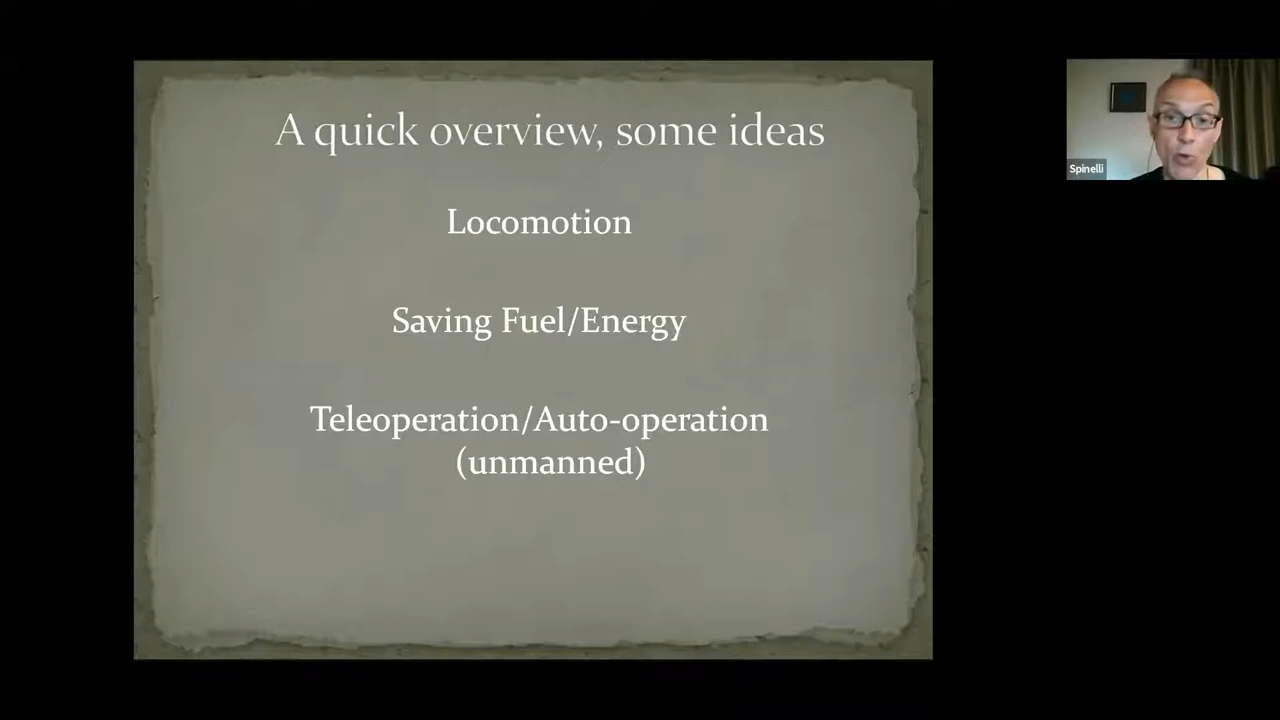 A quick overview, some ideas
Locomotion
Saving Fuel/Energy
Teleoperation/Auto-operation
(unmanned)
Spinelli